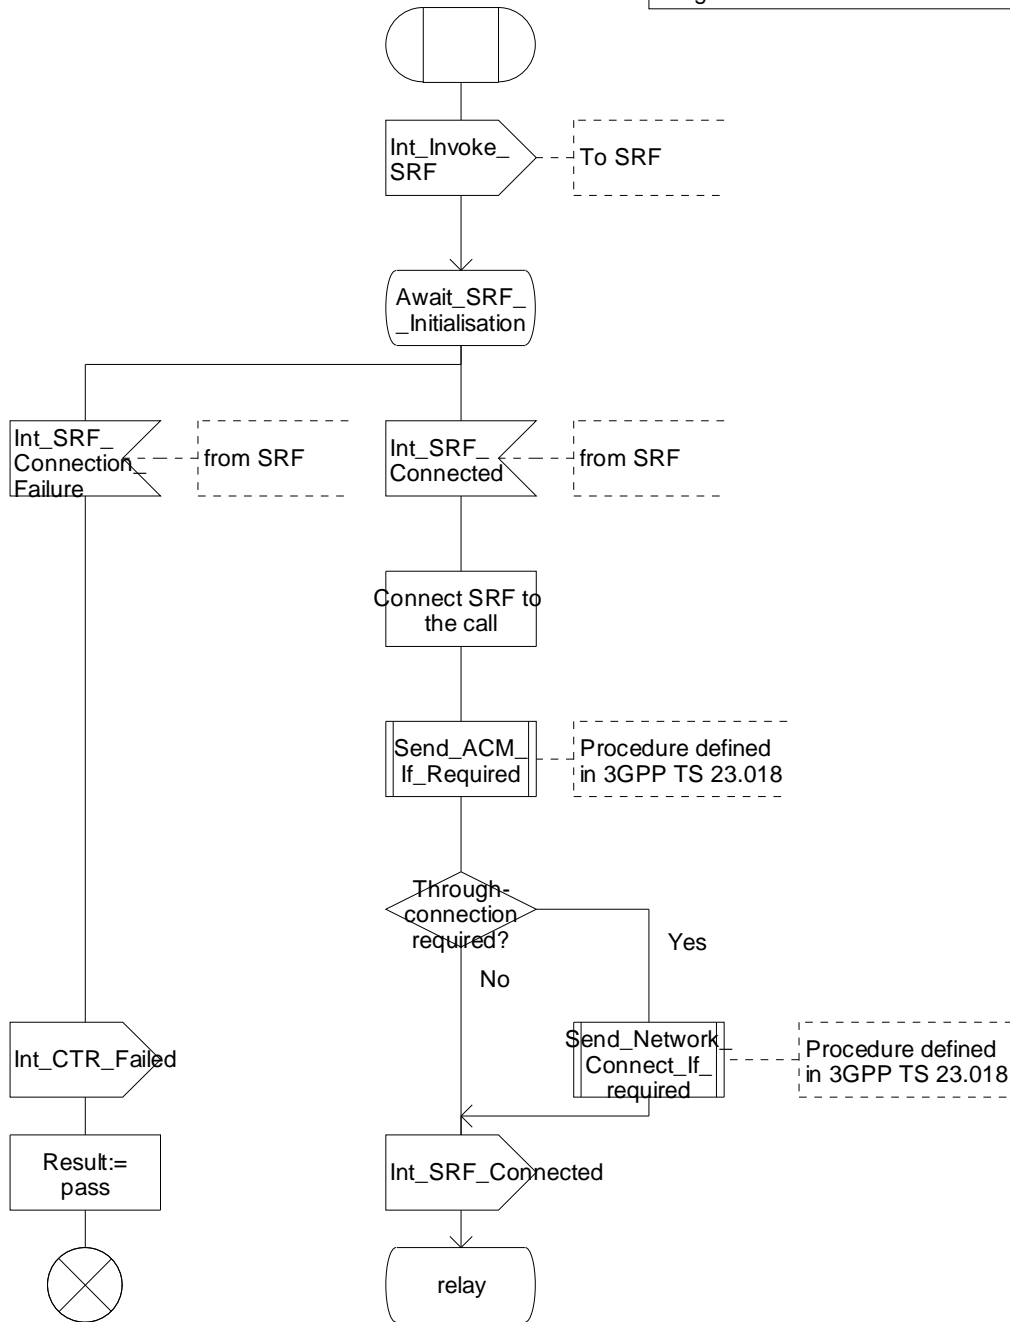 Int_Invoke_
SRF
To SRF
Await_SRF_
_Initialisation
Int_SRF_
Connection_
Failure
from SRF
Int_SRF_
Connected
from SRF
Connect SRF to
the call
Send_ACM_
If_Required
Procedure defined
in 3GPP TS 23.018
Through-
connection
required?
Yes
No
Int_CTR_Failed
Send_Network_
Connect_If_
required
Procedure defined
in 3GPP TS 23.018
Result:=
pass
Int_SRF_Connected
relay